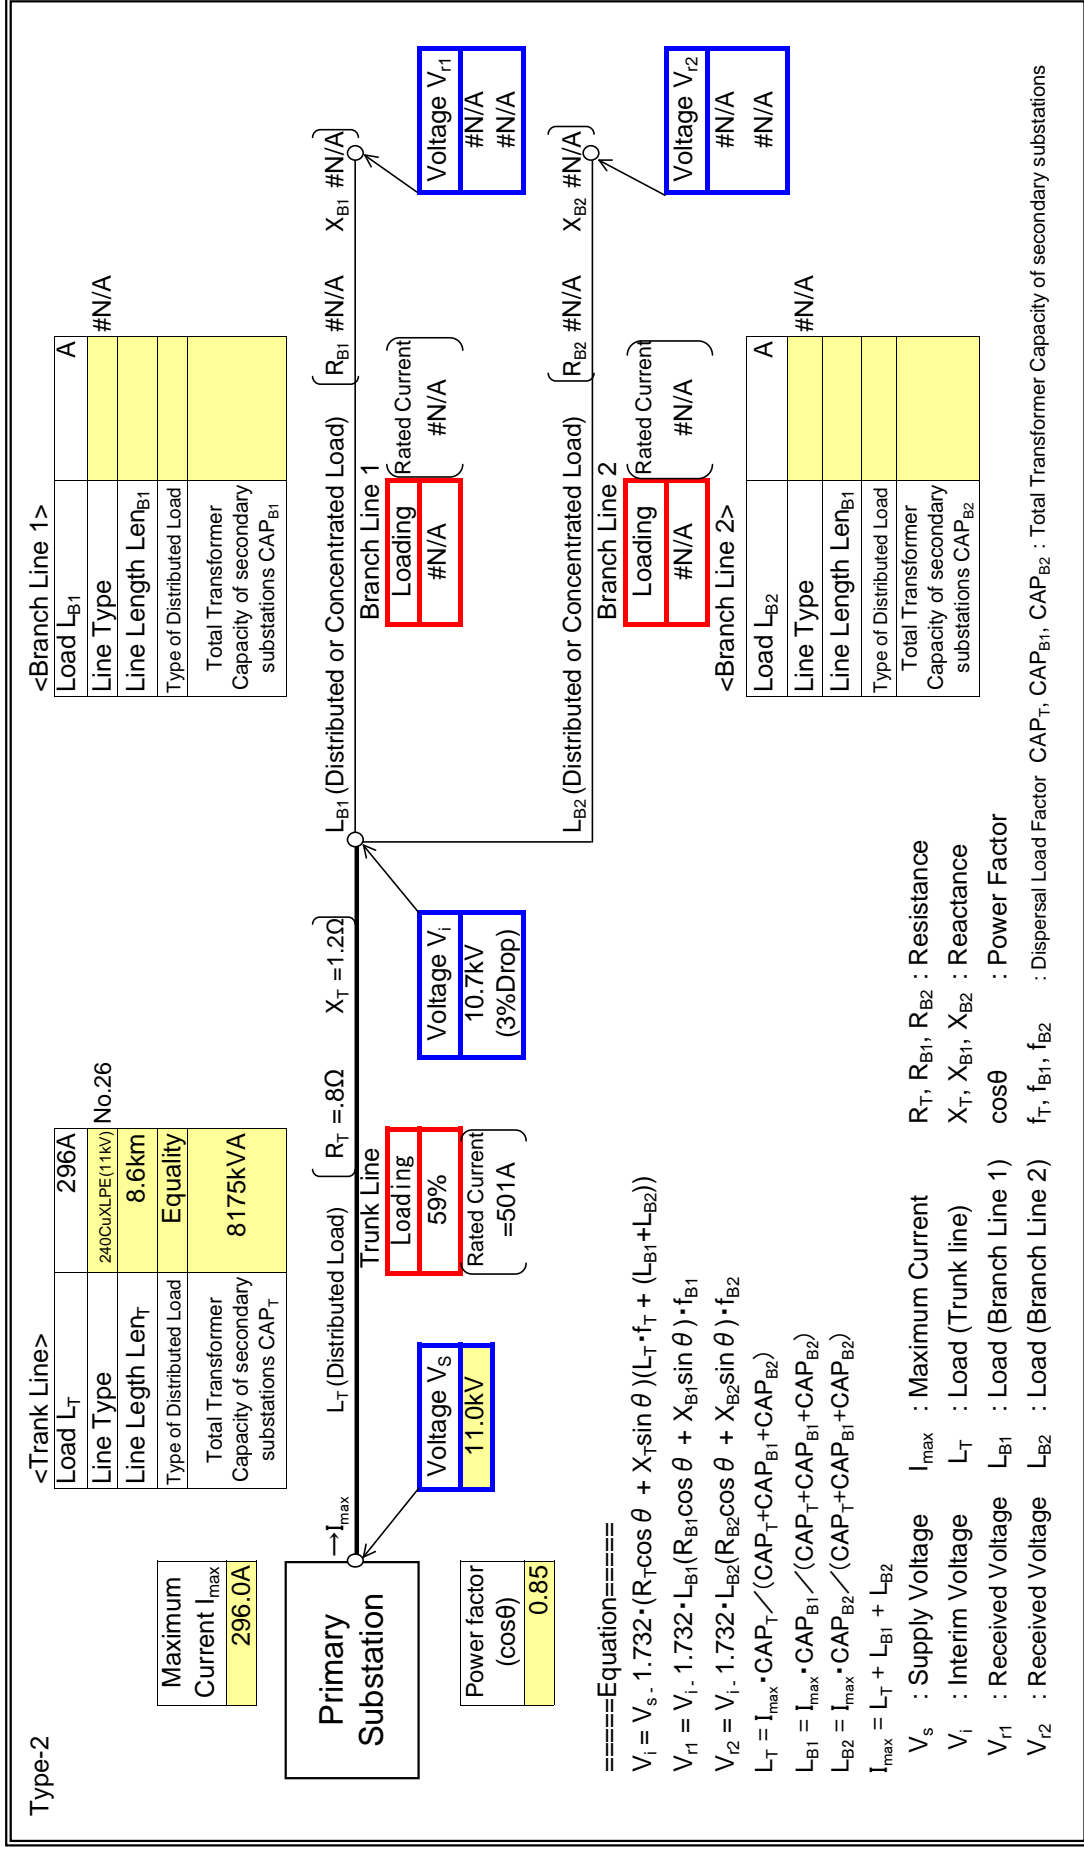 Type-2
Maximum
Current Imax
296.0A
Primary
Substation
Power factor
(cosθ)
0.85
<Trank Line>
Load LT 296A
Line Type 240CuXLPE(11kV) No.26
Line Length LenT 8.6km
Type of Distributed Load Equality
Total Transformer
Capacity of secondary
substations CAPT
8175kVA
→Imax
LT (Distributed Load)
RT =.8Ω XT =1.2Ω
Trunk Line
Loading
59%
Rated Current
=501A
Voltage VS
11.0kV
Voltage Vi
10.7kV
(3%Drop)
<Branch Line 1>
Load LB1 A
Line Type #N/A
Line Length LenB1
Type of Distributed Load
Total Transformer
Capacity of secondary
substations CAPB1
LB1 (Distributed or Concentrated Load)
RB1 #N/A XB1 #N/A
Branch Line 1
Loading
#N/A
Rated Current
#N/A
Voltage Vr1
#N/A
#N/A
LB2 (Distributed or Concentrated Load)
RB2 #N/A XB2 #N/A
Branch Line 2
Loading
#N/A
Rated Current
#N/A
Voltage Vr2
#N/A
#N/A
<Branch Line 2>
Load LB2 A
Line Type #N/A
Line Length LenB1
Type of Distributed Load
Total Transformer
Capacity of secondary
substations CAPB2
=====Equation=====
Vi = Vs - 1.732・(RTcos θ + XTsin θ)(LT・fT + (LB1+LB2))
Vr1 = Vi - 1.732・LB1(RB1cos θ + XB1sin θ)・fB1
Vr2 = Vi - 1.732・LB2(RB2cos θ + XB2sin θ)・fB2
LT = Imax・CAPT／(CAPT+CAPB1+CAPB2)
LB1 = Imax・CAPB1／(CAPT+CAPB1+CAPB2)
LB2 = Imax・CAPB2／(CAPT+CAPB1+CAPB2)
Imax = LT + LB1 + LB2
Vs : Supply Voltage Imax : Maximum Current RT, RB1, RB2 : Resistance
Vi : Interim Voltage LT : Load (Trunk line) XT, XB1, XB2 : Reactance
Vr1 : Received Voltage LB1 : Load (Branch Line 1) cosθ : Power Factor
Vr2 : Received Voltage LB2 : Load (Branch Line 2) fT, fB1, fB2 : Dispersal Load Factor CAPT, CAPB1, CAPB2 : Total Transformer Capacity of secondary substations